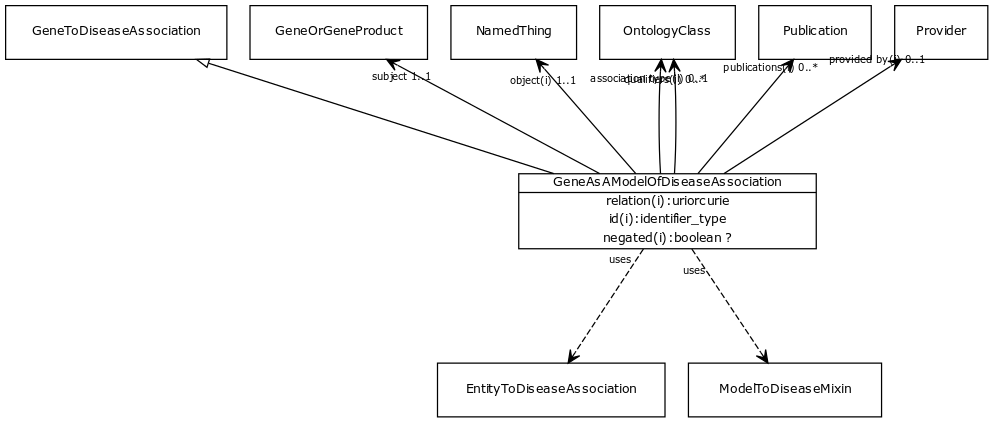 GeneToDiseaseAssociation
GeneOrGeneProduct
NamedThing
OntologyClass
Publication
Provider
subject 1..1
object(i) 1..1
association type(i) 0..1
qualifiers(i) 0..*
publications(i) 0..*
provided by(i) 0..1
GeneAsAModelOfDiseaseAssociation
relation(i):uriorcurie
id(i):identifier_type
negated(i):boolean ?
uses
uses
EntityToDiseaseAssociation
ModelToDiseaseMixin